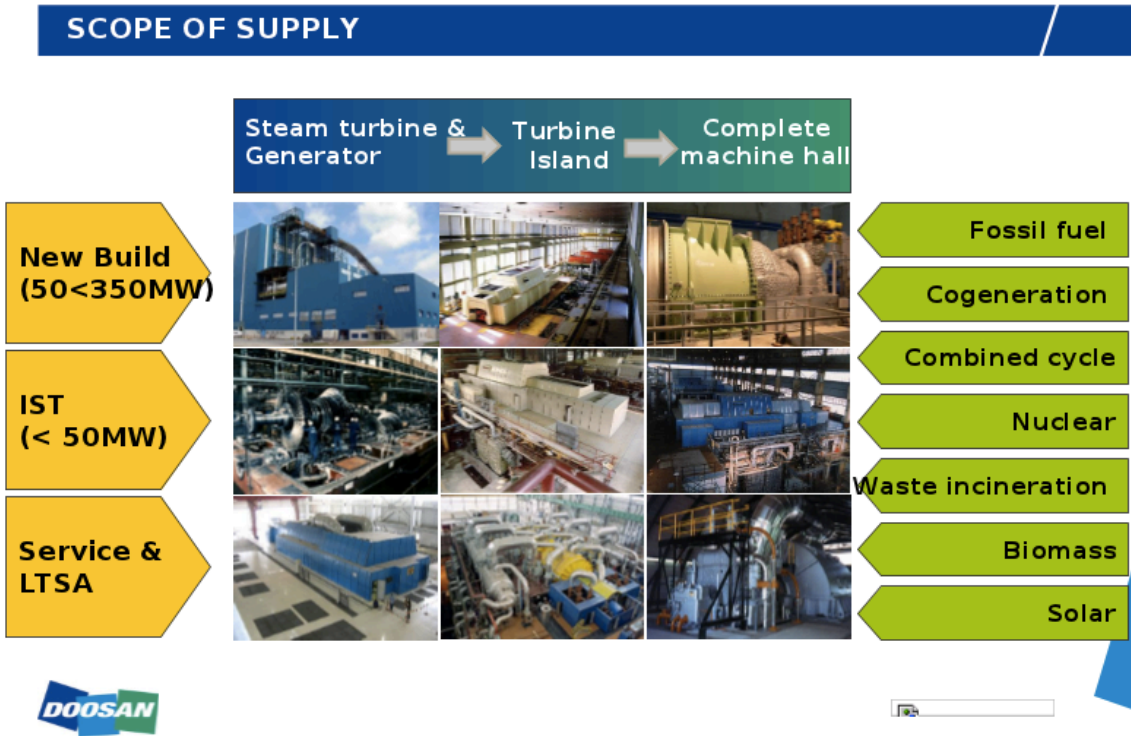 SCOPE OF SUPPLY
Steam turbine &
Generator
Turbine
Island
Complete
machine hall
New Build
(50<350MW)
IST
(< 50MW)
Service &
LTSA
Fossil fuel
Cogeneration
Combined cycle
Nuclear
Waste incineration
Biomass
Solar
DOOSAN